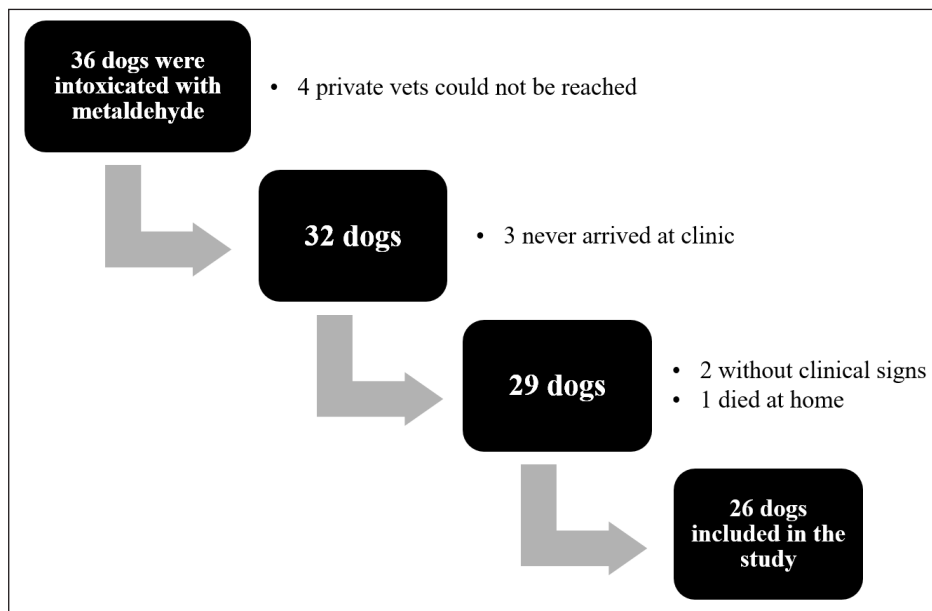 36 dogs were
intoxicated with
metaldehyde
• 4 private vets could not be reached
32 dogs
• 3 never arrived at clinic
29 dogs
• 2 without clinical signs
• 1 died at home
26 dogs
included in the
study